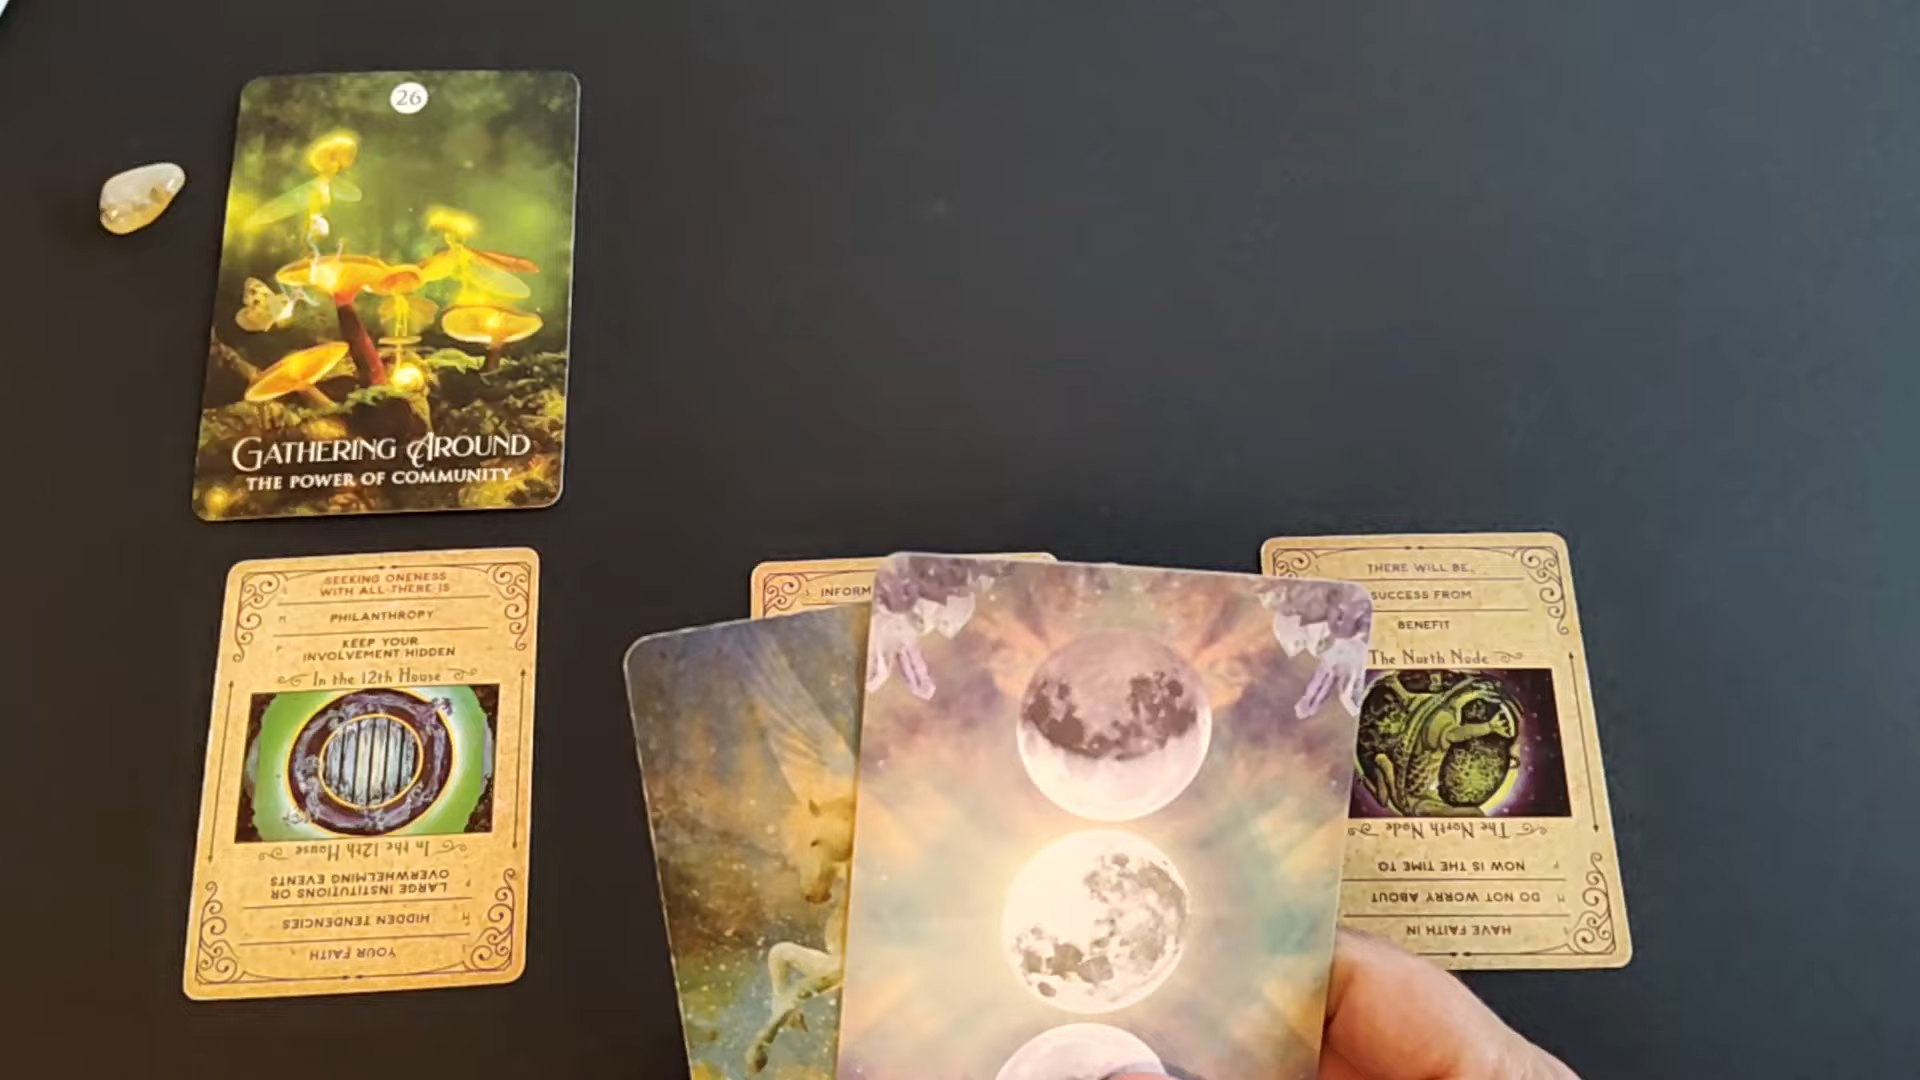 26
GATHERING AROUND
THE POWER OF COMMUNITY
SEEKING ONENESS
WITH ALL THERE IS
PHILANTHROPY
KEEP YOUR
INVOLVEMENT HIDDEN
In the 12th House
In the 12th House
LARGE INSTITUTIONS OR
OVERWHELMING EVENTS
HIDDEN TENDENCIES
YOUR FAITH
INFORM
THERE WILL BE
SUCCESS FROM
BENEFIT
The North Node
The North Node
NOW IS THE TIME TO
DO NOT WORRY ABOUT
HAVE FAITH IN